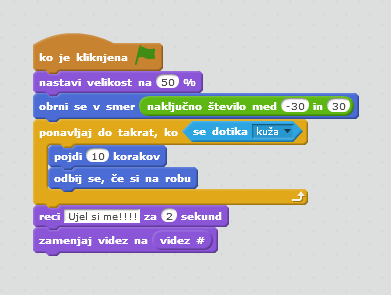 ko je kliknjena
nastavi velikost na 50 %
obrni se v smer naključno število med -30 in 30
ponavljaj do takrat, ko se dotika kuža
pojdi 10 korakov
odbij se, če si na robu
reci Ujel si me!!!! za 2 sekund
zamenjaj videz na videz #